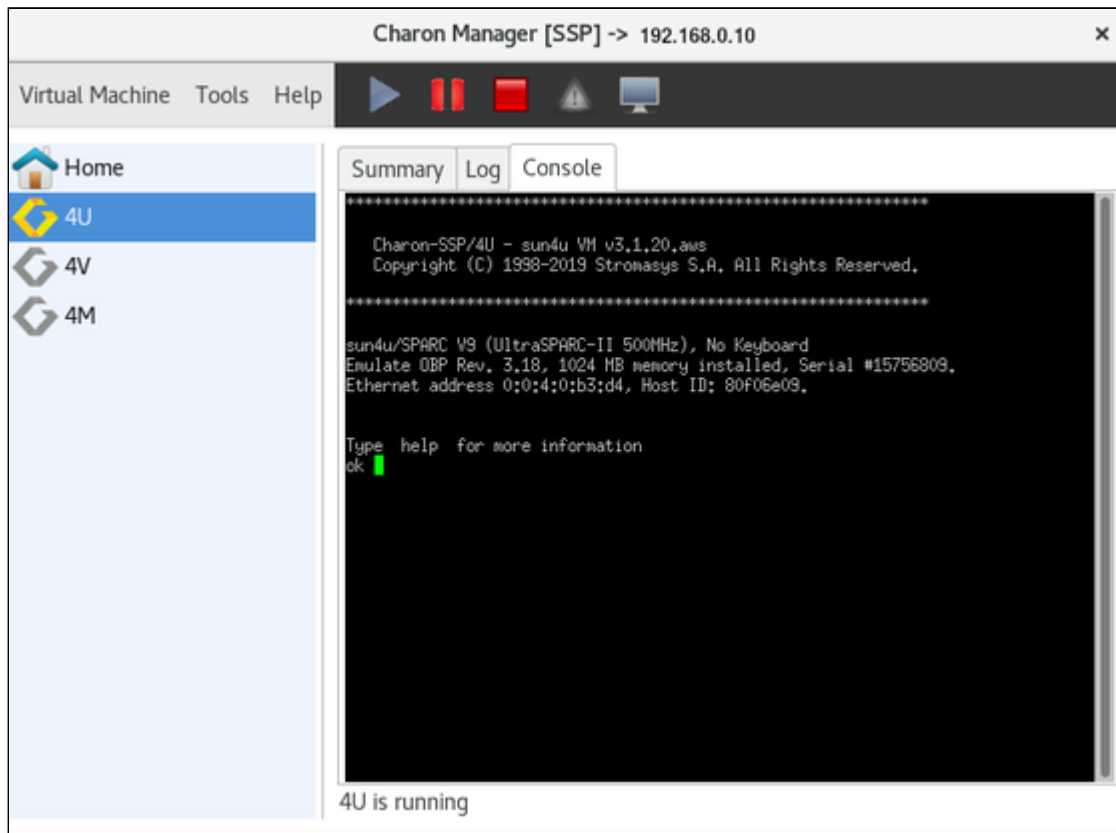 Charon Manager [SSP] -> 192.168.0.10 ×
Virtual Machine Tools Help
Home
4U
4V
4M
Summary Log Console
******************************************************************
Charon-SSP/4U - sun4u VM v3.1.20.aws
Copyright (C) 1998-2019 Stromasys S.A. All Rights Reserved.
******************************************************************
sun4u/SPARC V9 (UltraSPARC-II 500MHz), No Keyboard
Emulate OBP Rev. 3.18, 1024 MB memory installed, Serial #15756809.
Ethernet address 0:0:4:0:b3:d4, Host ID: 80f06e09.
Type help for more information
ok
4U is running